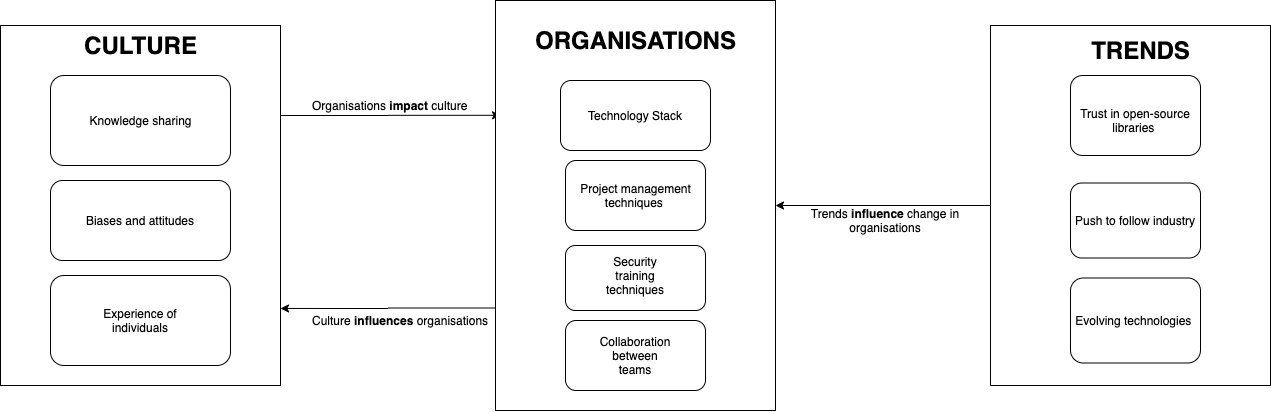 CULTURE
Knowledge sharing
Biases and attitudes
Experience of
individuals
Organisations impact culture
Culture influences organisations
ORGANISATIONS
Technology Stack
Project management
techniques
Security
training
techniques
Collaboration
between
teams
Trends influence change in
organisations
TRENDS
Trust in open-source
libraries
Push to follow industry
Evolving technologies